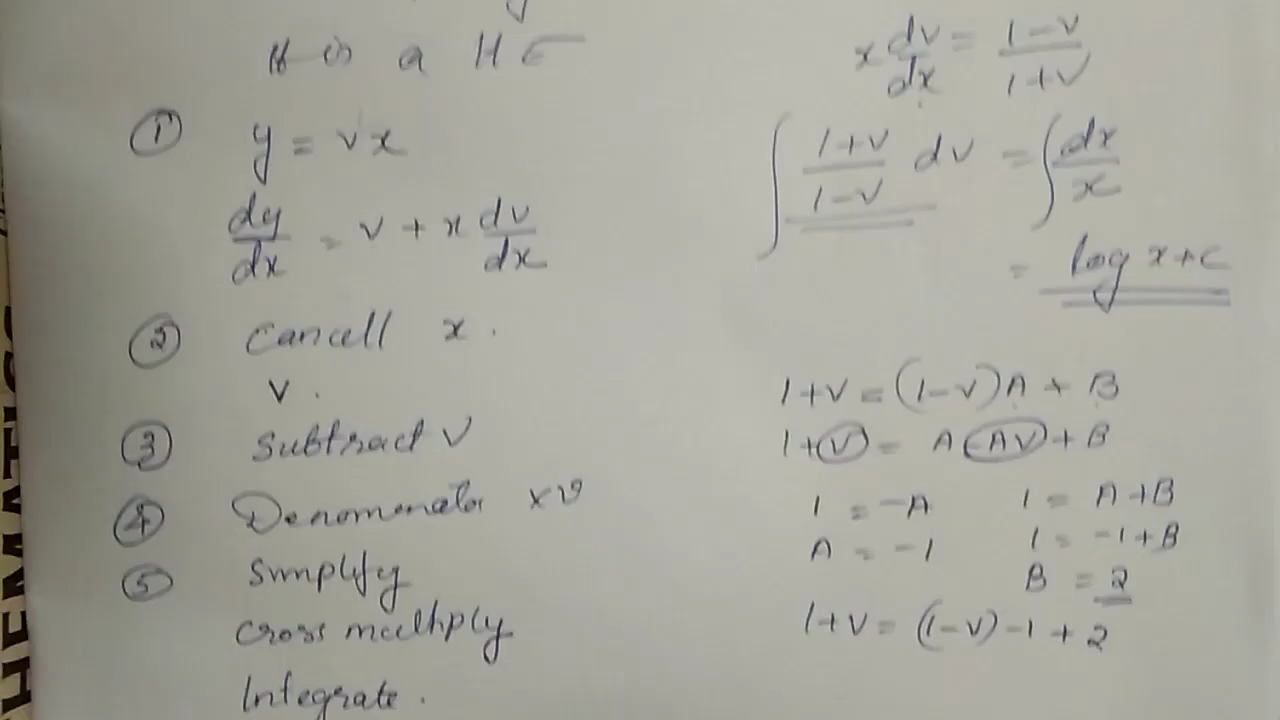 It is a HE
① y = vx
dy/dx = v + x dv/dx
② Cancell x.
v.
③ Subtract v
④ Denominator x v
⑤ Simplify
Cross multiply
Integrate.
x dv/dx = 1-v/1+v
∫ 1+v/1-v dv = ∫ dx/x
= log x+c
1+v = (1-v)A + B
1+v = A-AV+B
1 = -A 1 = A+B
A = -1 1 = -1+B
B = 2
1+v = (1-v)-1+2